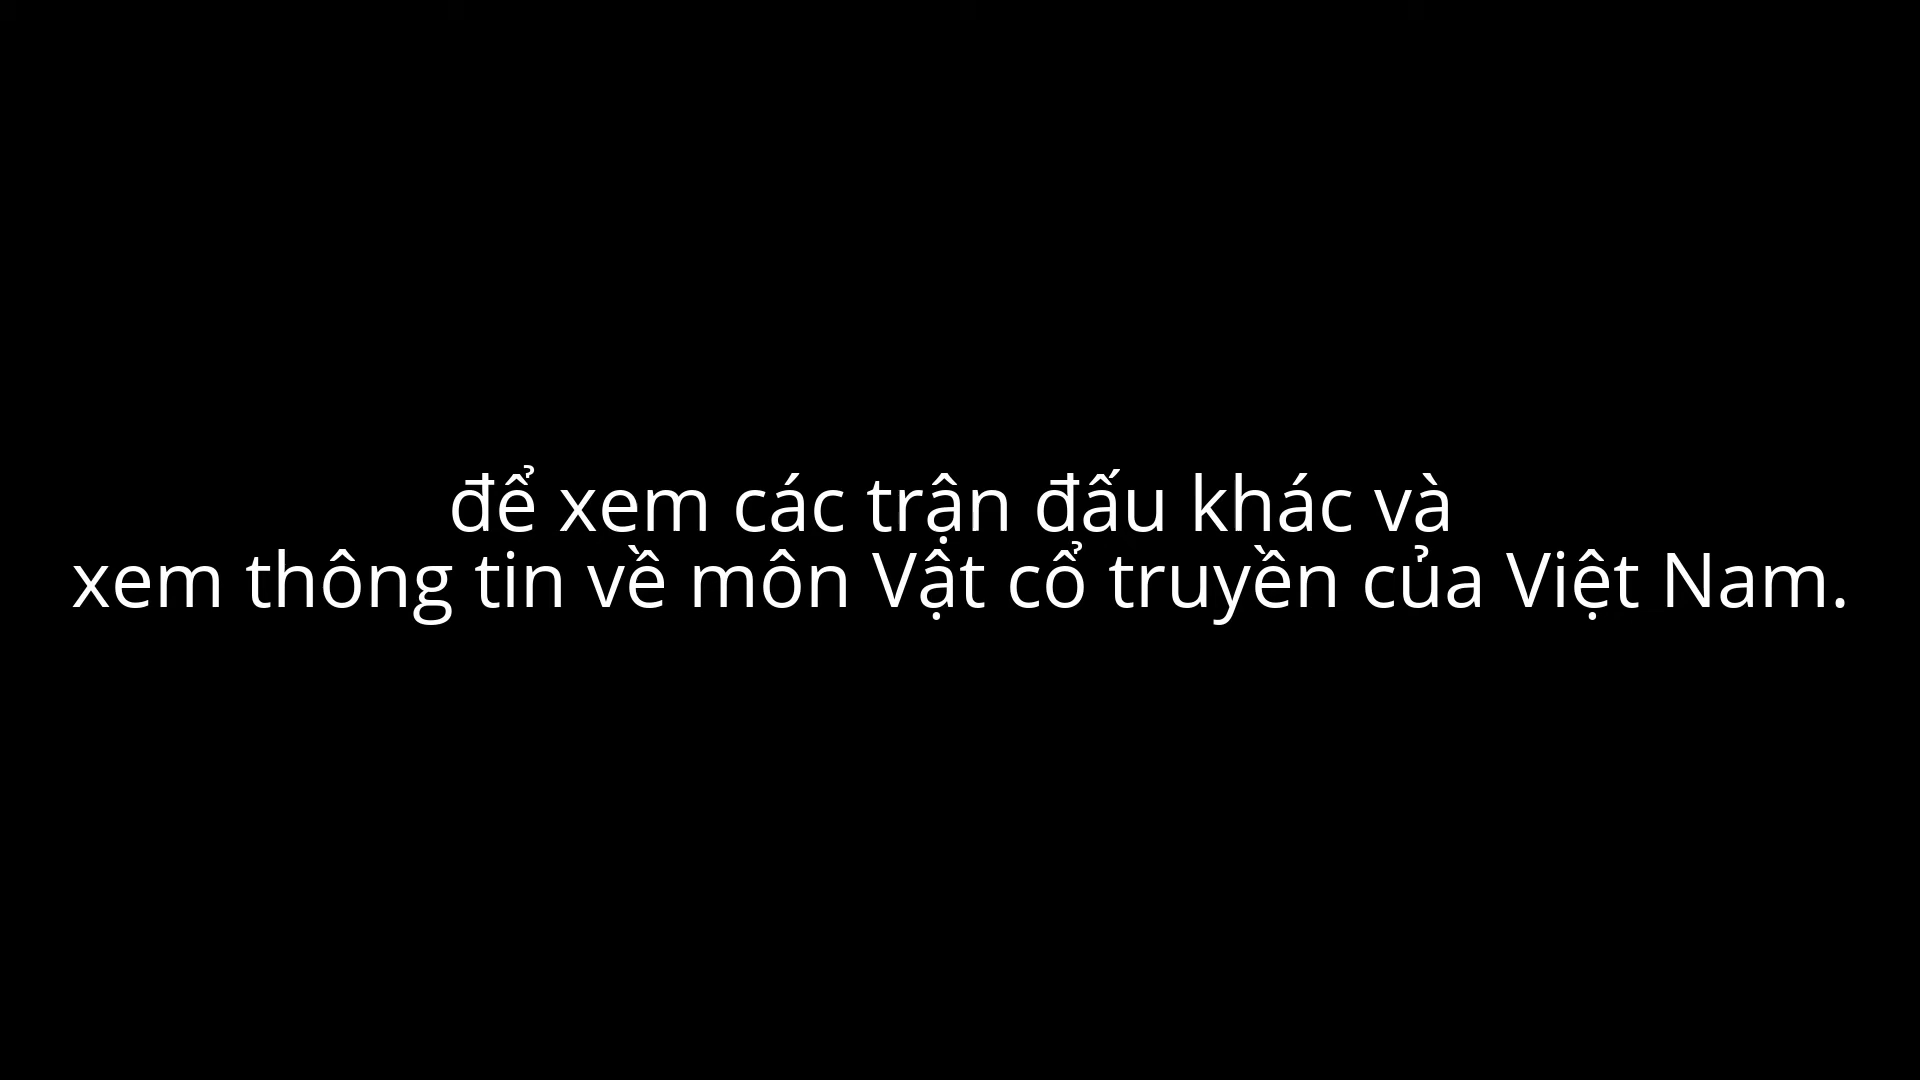 để xem các trận đấu khác và
xem thông tin về môn Vật cổ truyền của Việt Nam.